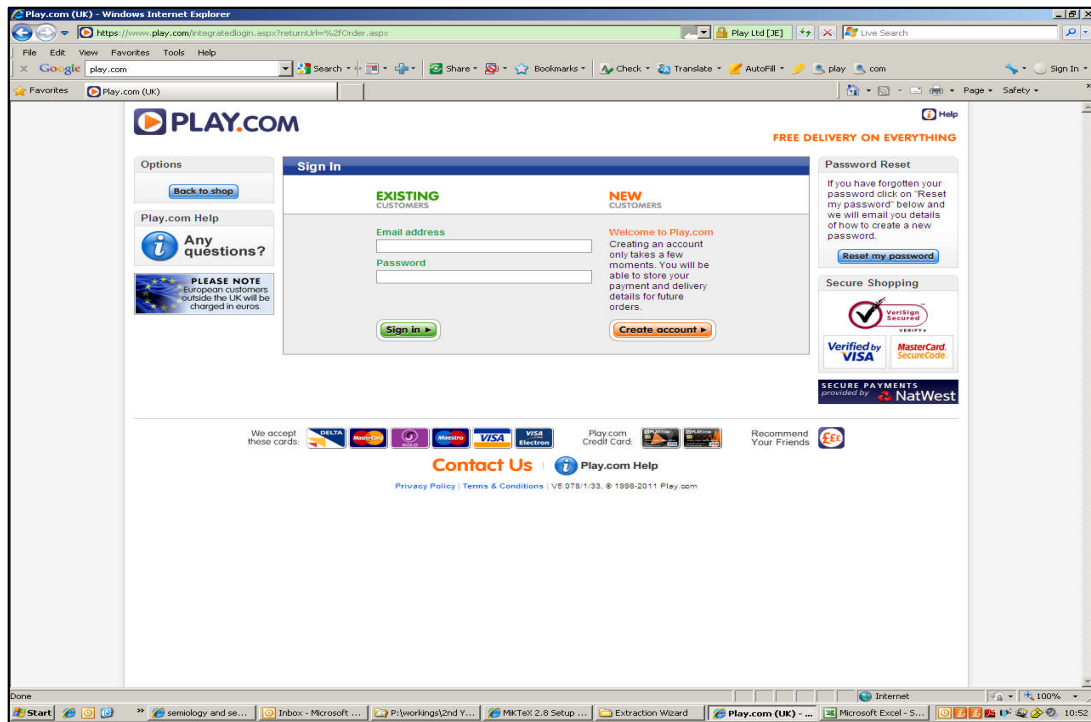 Play.com (UK) - Windows Internet Explorer
https://www.play.com/integratedlogin.aspx?returnUrl=%2fOrder.aspx
Play Ltd [JE]
Live Search
File Edit View Favorites Tools Help
Google play.com Search Share Bookmarks Check Translate AutoFill play com Sign In
Favorites Play.com (UK) Page Safety
PLAY.COM
Help
FREE DELIVERY ON EVERYTHING
Options
Back to shop
Play.com Help
Any
questions?
PLEASE NOTE
European customers
outside the UK will be
charged in euros.
Sign In
EXISTING
CUSTOMERS
Email address
Password
Sign in
NEW
CUSTOMERS
Welcome to Play.com
Creating an account
only takes a few
moments. You will be
able to store your
payment and delivery
details for future
orders.
Create account
Password Reset
If you have forgotten your
password click on "Reset
my password" below and
we will email you details
of how to create a new
password.
Reset my password
Secure Shopping
VeriSign
Secured
VERIFY
Verified by
VISA
MasterCard.
SecureCode.
SECURE PAYMENTS
provided by NatWest
We accept
these cards:
DELTA
MasterCard
SOLO
Maestro
VISA
VISA
Electron
Play.com
Credit Card:
Recommend
Your Friends
£££
Contact Us
Play.com Help
Privacy Policy | Terms & Conditions | V5.078/1/33, © 1998-2011 Play.com
Done Internet 100%
Start semiology and se... Inbox - Microsoft ... P:\workings\2nd Y... MiKTeX 2.8 Setup ... Extraction Wizard Play.com (UK) - ... Microsoft Excel - S...